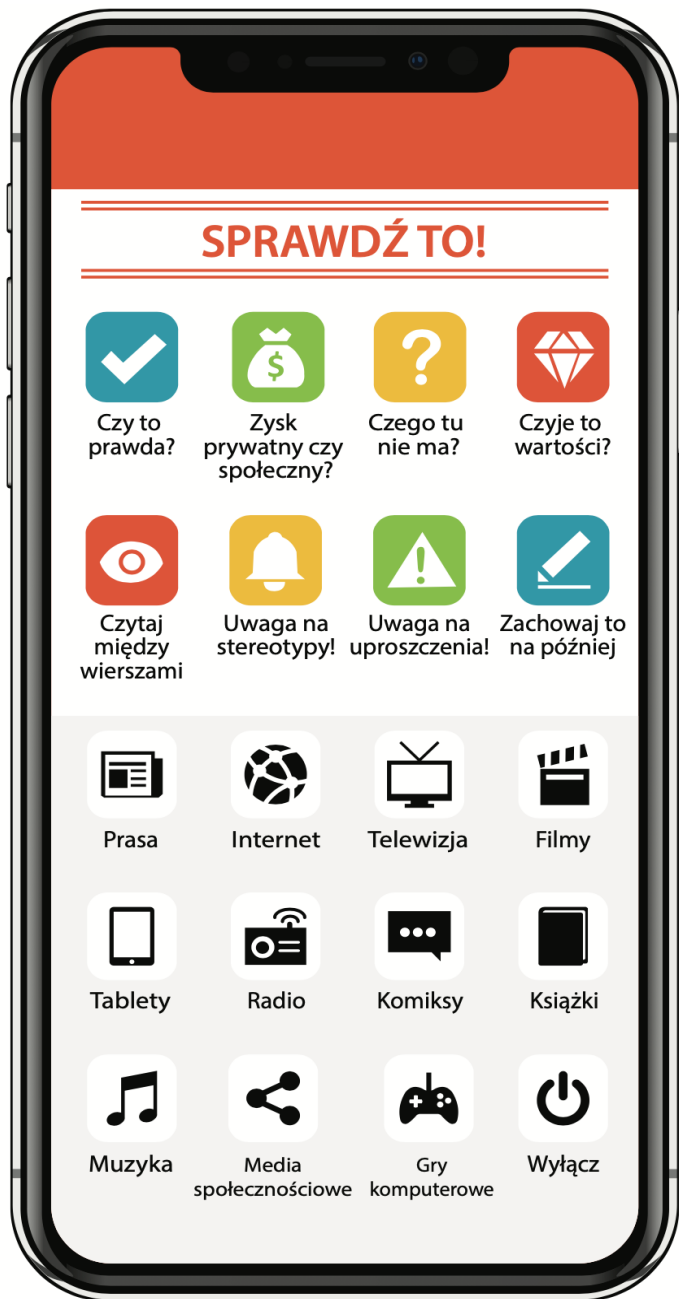 SPRAWDŹ TO!
Czy to
prawda?
Zysk
prywatny czy
społeczny?
Czego tu
nie ma?
Czyje to
wartości?
Czytaj
między
wierszami
Uwaga na
stereotypy!
Uwaga na
uproszczenia!
Zachowaj to
na później
Prasa
Internet
Telewizja
Filmy
Tablety
Radio
Komiksy
Książki
Muzyka
Media
społecznościowe
Gry
komputerowe
Wyłącz